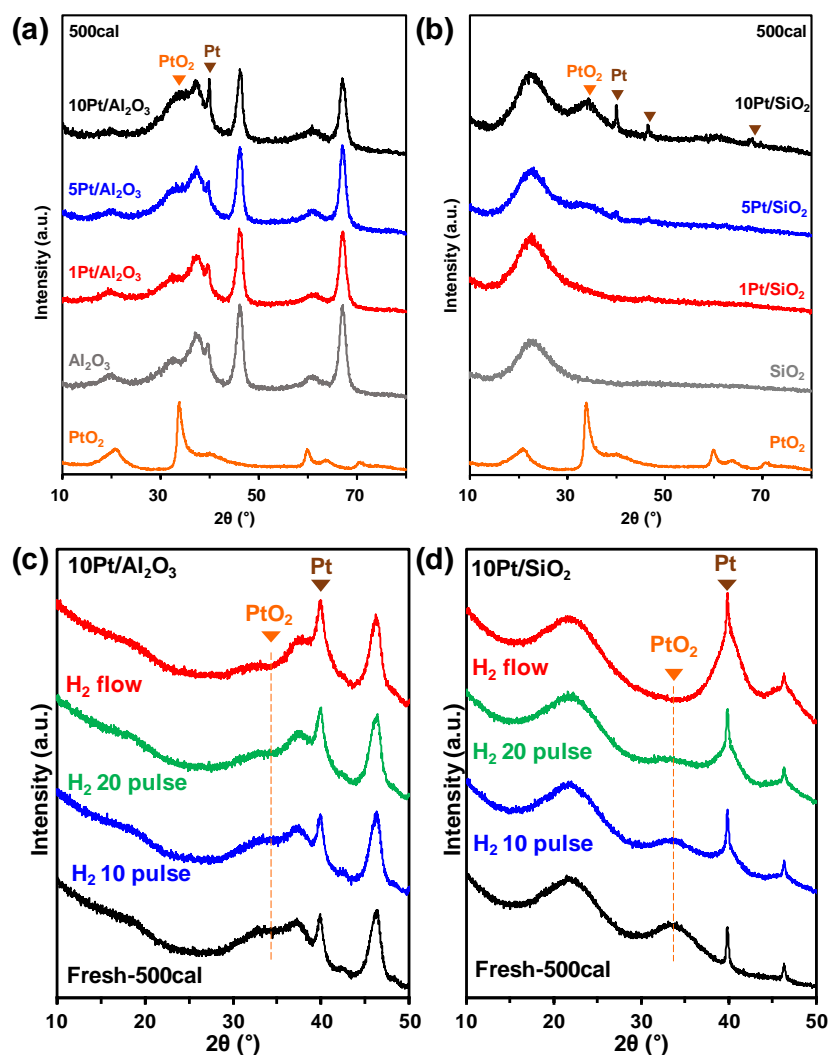 (a)
500cal
PtO₂
Pt
10Pt/Al₂O₃
5Pt/Al₂O₃
1Pt/Al₂O₃
Al₂O₃
PtO₂
Intensity (a.u.)
10 30 50 70
2θ (°)
(b)
500cal
PtO₂
Pt
10Pt/SiO₂
5Pt/SiO₂
1Pt/SiO₂
SiO₂
PtO₂
Intensity (a.u.)
10 30 50 70
2θ (°)
(c)
10Pt/Al₂O₃
Pt
PtO₂
H₂ flow
H₂ 20 pulse
H₂ 10 pulse
Fresh-500cal
Intensity (a.u.)
10 20 30 40 50
2θ (°)
(d)
10Pt/SiO₂
Pt
PtO₂
H₂ flow
H₂ 20 pulse
H₂ 10 pulse
Fresh-500cal
Intensity (a.u.)
10 20 30 40 50
2θ (°)